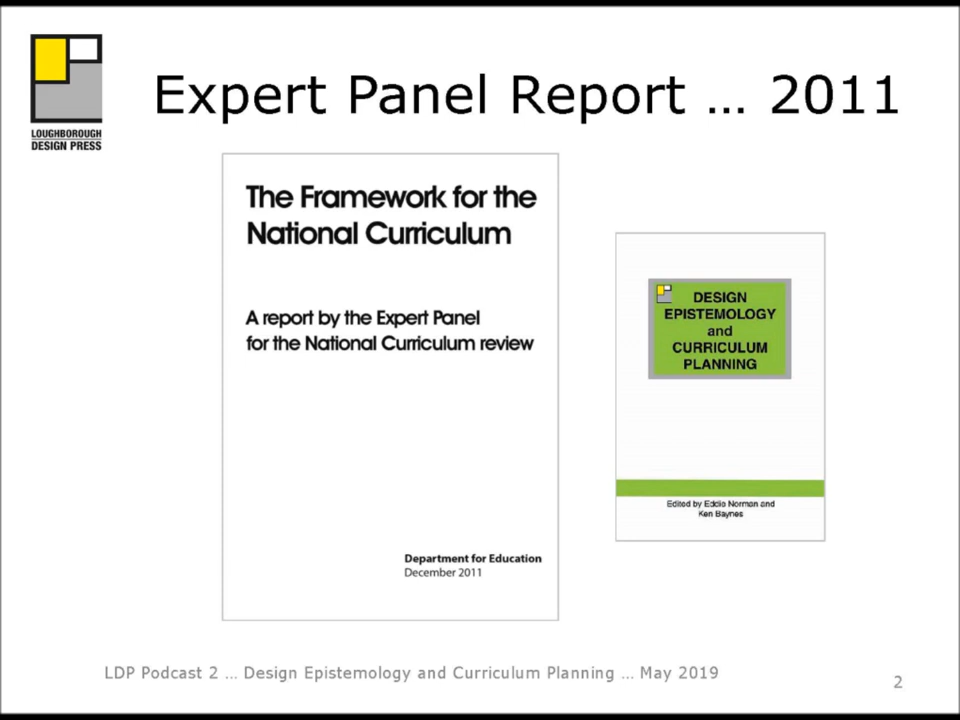 LOUGHBOROUGH
DESIGN PRESS
Expert Panel Report ... 2011
The Framework for the
National Curriculum
A report by the Expert Panel
for the National Curriculum review
Department for Education
December 2011
DESIGN
EPISTEMOLOGY
and
CURRICULUM
PLANNING
Edited by Eddie Norman and
Ken Baynes
LDP Podcast 2 ... Design Epistemology and Curriculum Planning ... May 2019
2